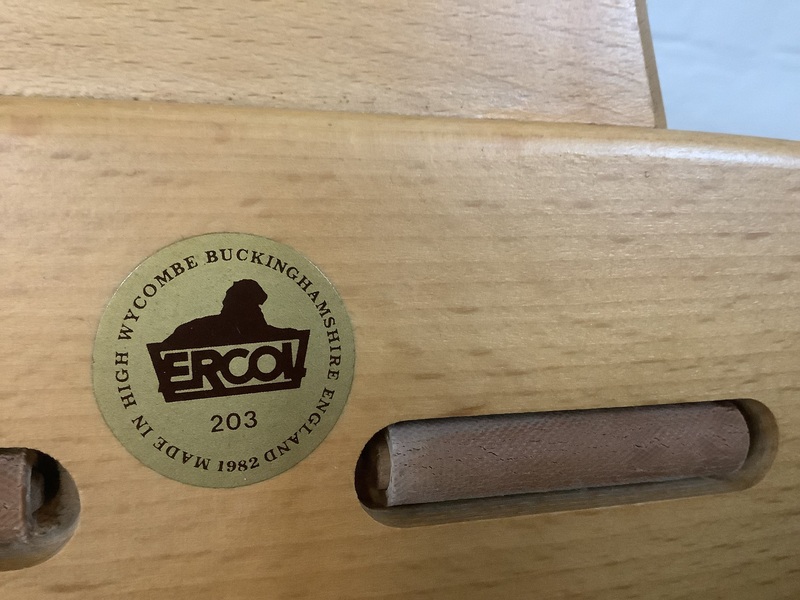 MADE IN HIGH WYCOMBE BUCKINGHAMSHIRE ENGLAND
ERCOL
203
1982